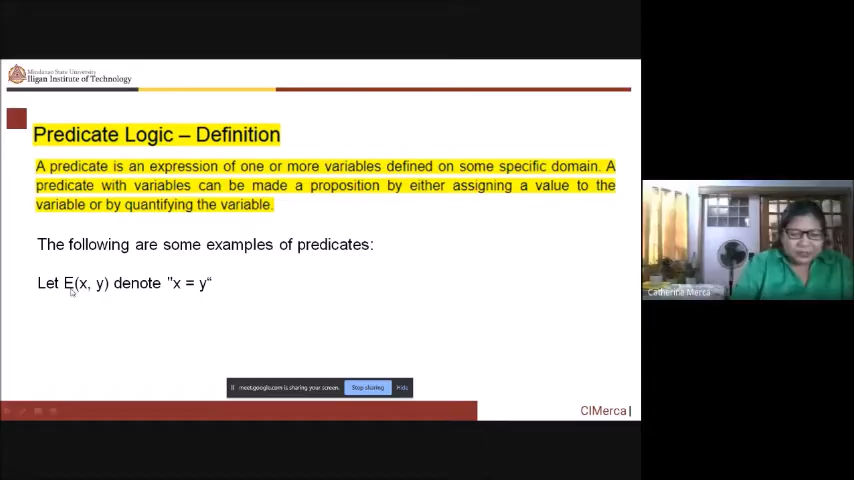 Mindanao State University
Iligan Institute of Technology
Predicate Logic – Definition
A predicate is an expression of one or more variables defined on some specific domain. A
predicate with variables can be made a proposition by either assigning a value to the
variable or by quantifying the variable.
The following are some examples of predicates:
Let E(x, y) denote "x = y“
meet.google.com is sharing your screen.
Stop sharing
Hide
CIMerca |
Catherine Merca